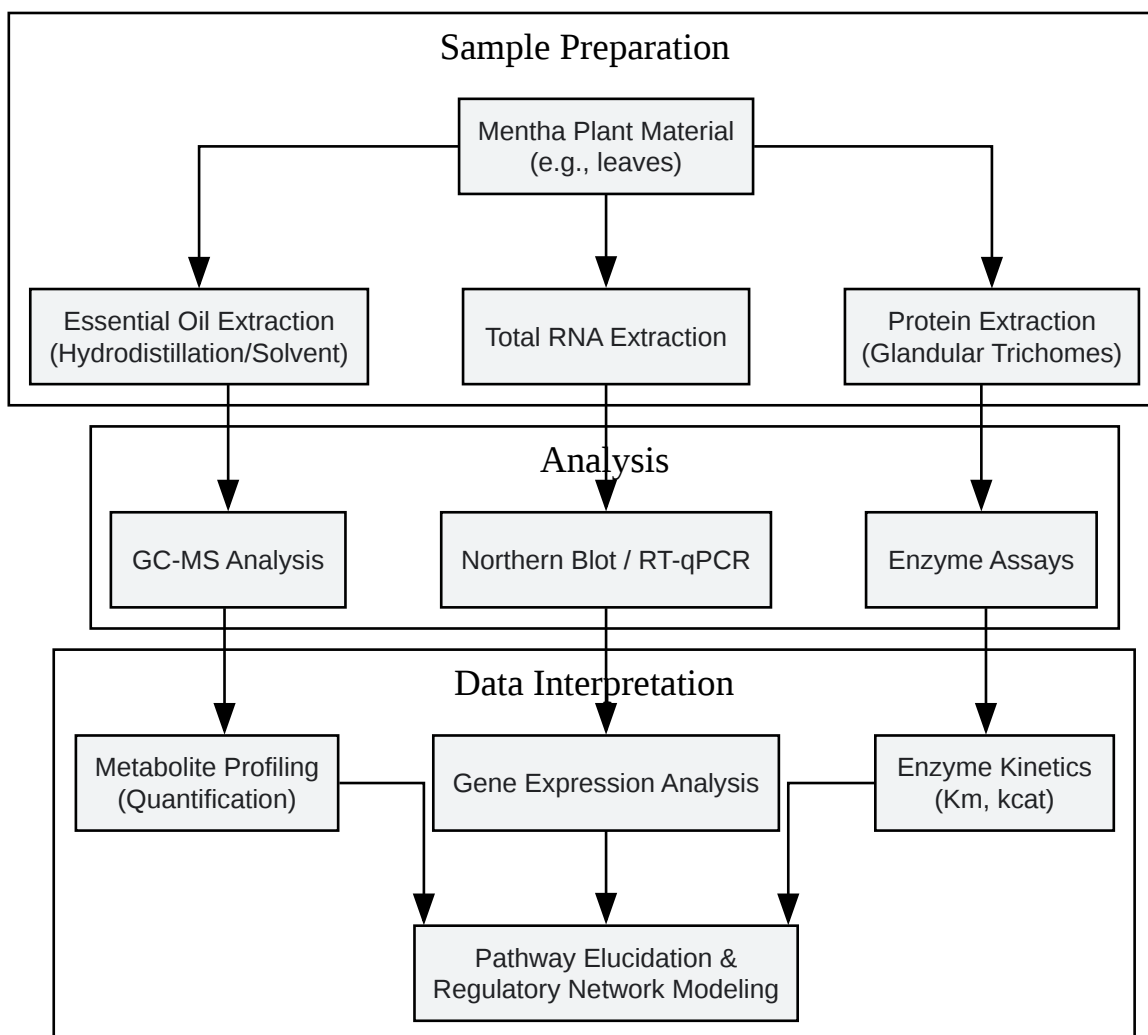 Sample Preparation
Mentha Plant Material
(e.g., leaves)
Essential Oil Extraction
(Hydrodistillation/Solvent)
Total RNA Extraction
Protein Extraction
(Glandular Trichomes)
Analysis
GC-MS Analysis
Northern Blot / RT-qPCR
Enzyme Assays
Data Interpretation
Metabolite Profiling
(Quantification)
Gene Expression Analysis
Enzyme Kinetics
(Km, kcat)
Pathway Elucidation &
Regulatory Network Modeling